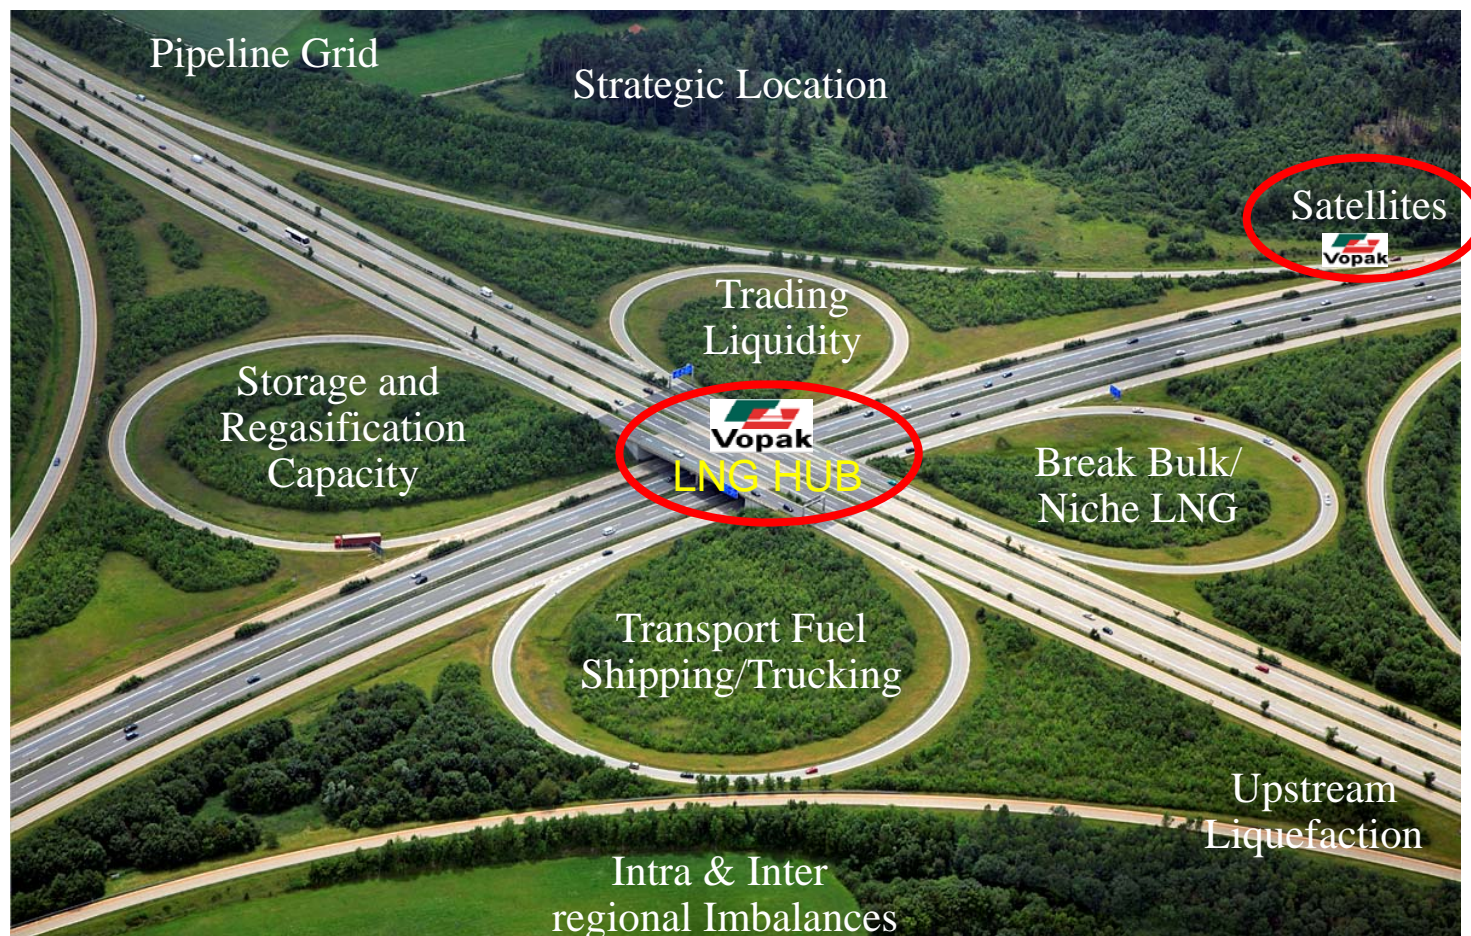 Pipeline Grid
Strategic Location
Satellites
Vopak
Trading
Liquidity
Storage and
Regasification
Capacity
Vopak
LNG HUB
Break Bulk/
Niche LNG
Transport Fuel
Shipping/Trucking
Upstream
Liquefaction
Intra & Inter
regional Imbalances